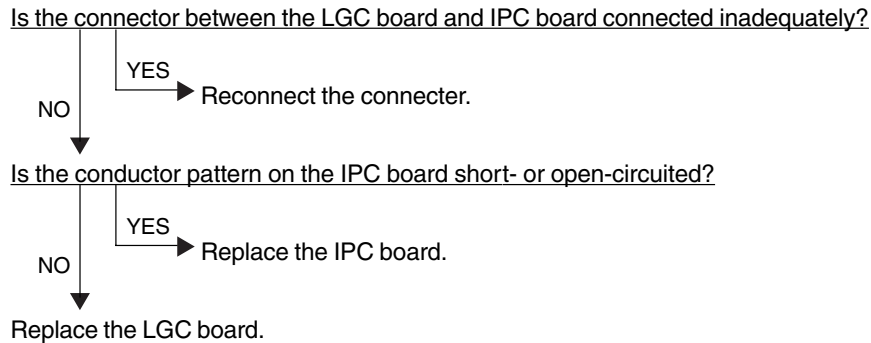 Is the connector between the LGC board and IPC board connected inadequately?
YES
Reconnect the connecter.
NO
Is the conductor pattern on the IPC board short- or open-circuited?
YES
Replace the IPC board.
NO
Replace the LGC board.